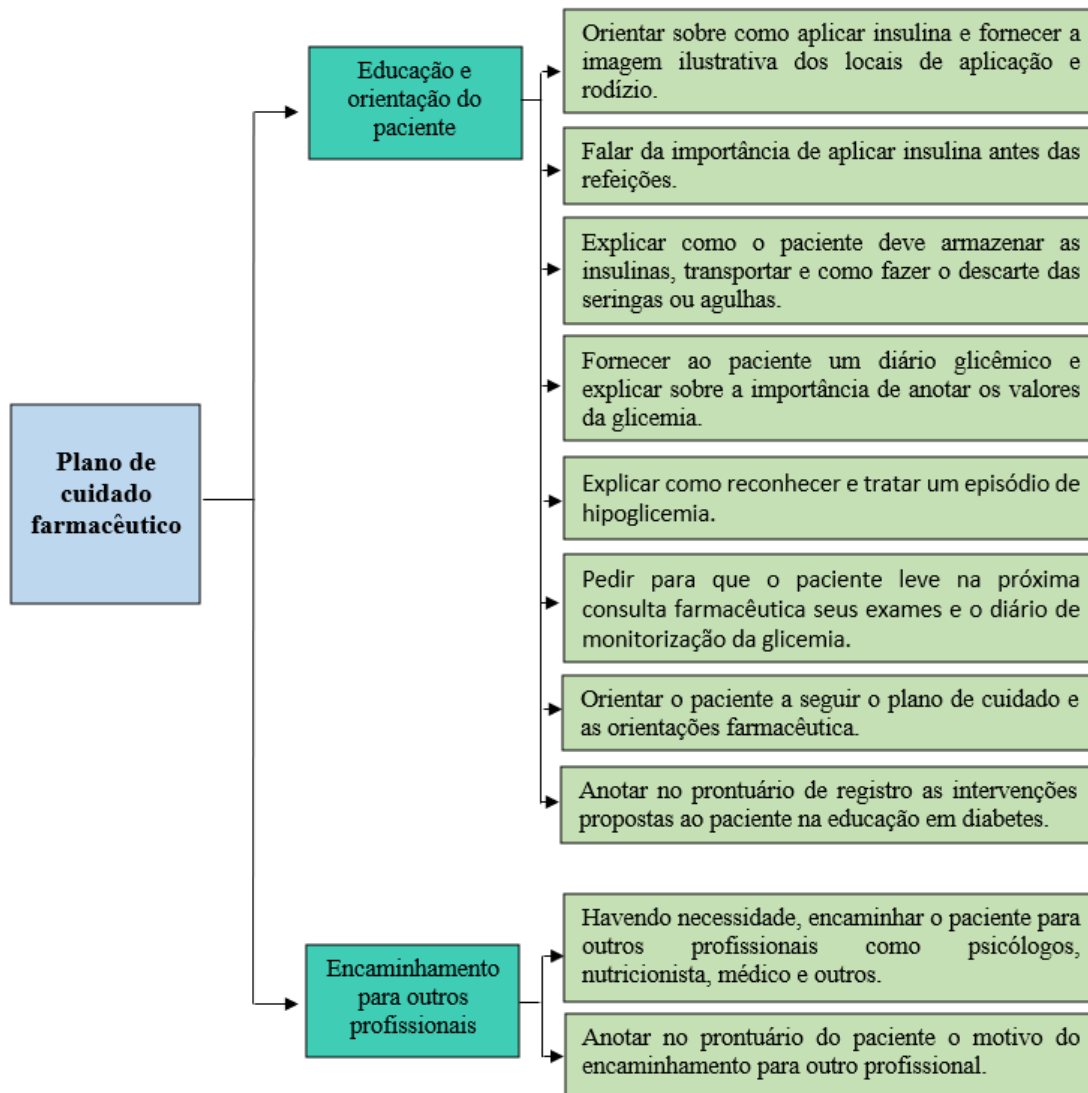 Plano de
cuidado
farmacêutico
Educação e
orientação do
paciente
Orientar sobre como aplicar insulina e fornecer a
imagem ilustrativa dos locais de aplicação e
rodízio.
Falar da importância de aplicar insulina antes das
refeições.
Explicar como o paciente deve armazenar as
insulinas, transportar e como fazer o descarte das
seringas ou agulhas.
Fornecer ao paciente um diário glicêmico e
explicar sobre a importância de anotar os valores
da glicemia.
Explicar como reconhecer e tratar um episódio de
hipoglicemia.
Pedir para que o paciente leve na próxima
consulta farmacêutica seus exames e o diário de
monitorização da glicemia.
Orientar o paciente a seguir o plano de cuidado e
as orientações farmacêutica.
Anotar no prontuário de registro as intervenções
propostas ao paciente na educação em diabetes.
Encaminhamento
para outros
profissionais
Havendo necessidade, encaminhar o paciente para
outros profissionais como psicólogos,
nutricionista, médico e outros.
Anotar no prontuário do paciente o motivo do
encaminhamento para outro profissional.